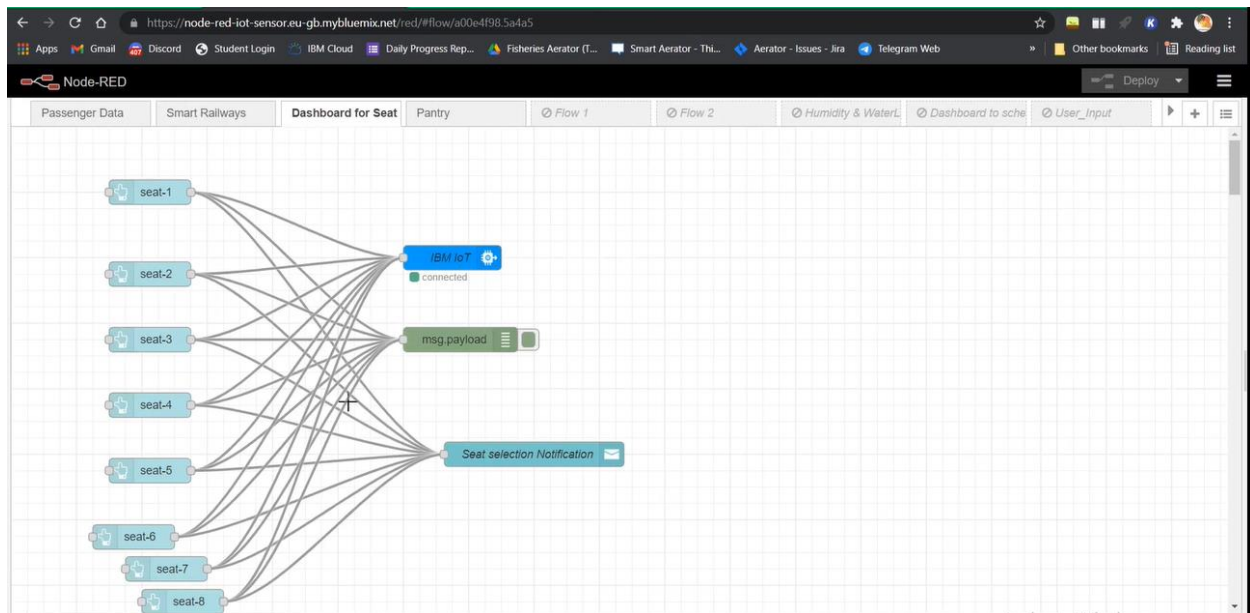 https://node-red-iot-sensor.eu-gb.mybluemix.net/red/#flow/a00e4f98.5a4a5
Apps Gmail 407 Discord Student Login IBM Cloud Daily Progress Rep... Fisheries Aerator (T... Smart Aerator - Thi... Aerator - Issues - Jira Telegram Web » Other bookmarks Reading list
Node-RED Deploy
Passenger Data Smart Railways Dashboard for Seat Pantry Flow 1 Flow 2 Humidity & WaterL Dashboard to sche User_Input
seat-1
IBM IoT
seat-2 connected
seat-3 msg.payload
seat-4
Seat selection Notification
seat-5
seat-6
seat-7
seat-8